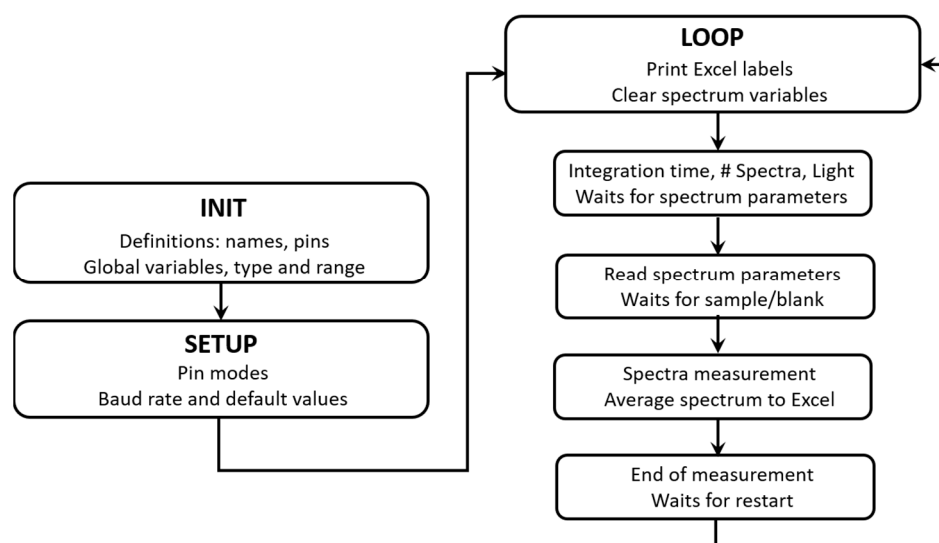 INIT
Definitions: names, pins
Global variables, type and range
SETUP
Pin modes
Baud rate and default values
LOOP
Print Excel labels
Clear spectrum variables
Integration time, # Spectra, Light
Waits for spectrum parameters
Read spectrum parameters
Waits for sample/blank
Spectra measurement
Average spectrum to Excel
End of measurement
Waits for restart